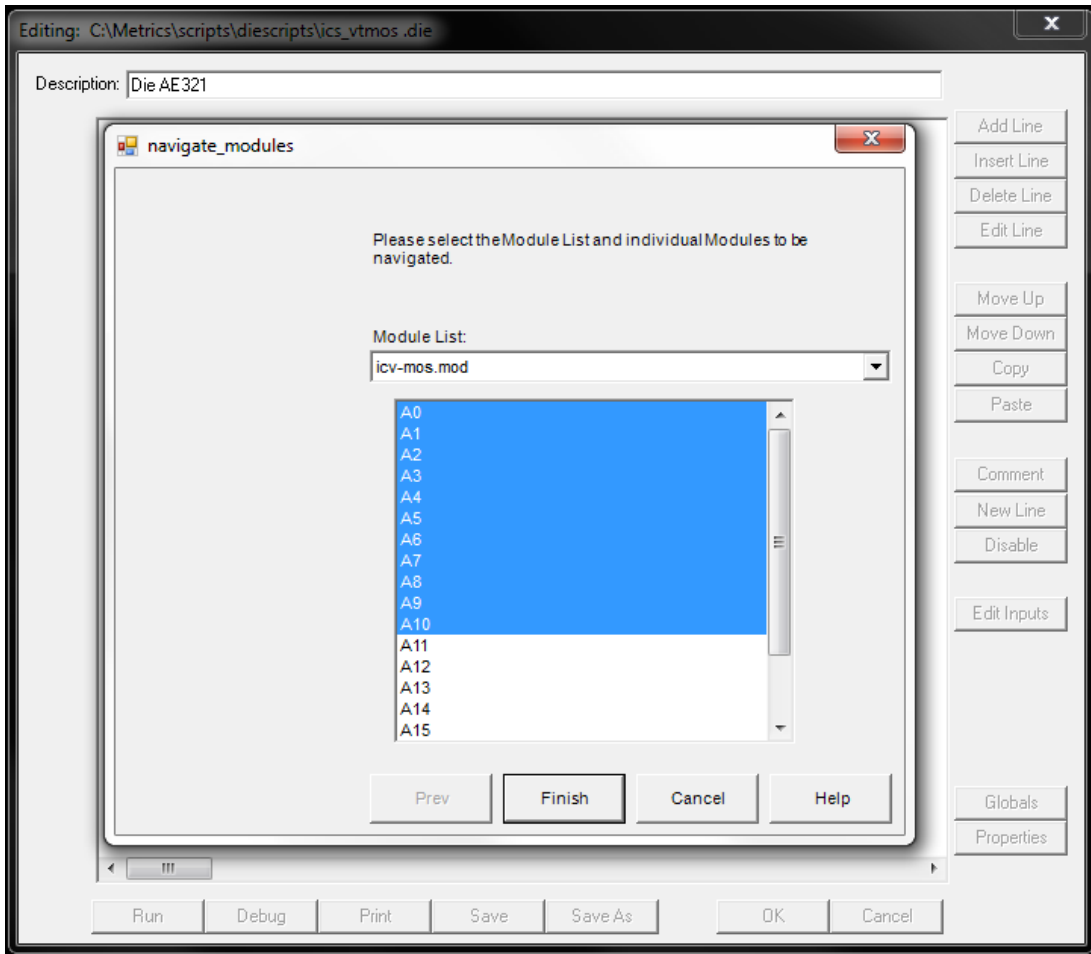 Editing: C:\Metrics\scripts\diescripts\ics_vtmos .die
x
Description: Die AE321
navigate_modules
x
Please select the Module List and individual Modules to be
navigated.
Module List:
icv-mos.mod
A0
A1
A2
A3
A4
A5
A6
A7
A8
A9
A10
A11
A12
A13
A14
A15
Prev
Finish
Cancel
Help
Add Line
Insert Line
Delete Line
Edit Line
Move Up
Move Down
Copy
Paste
Comment
New Line
Disable
Edit Inputs
Globals
Properties
Run
Debug
Print
Save
Save As
OK
Cancel